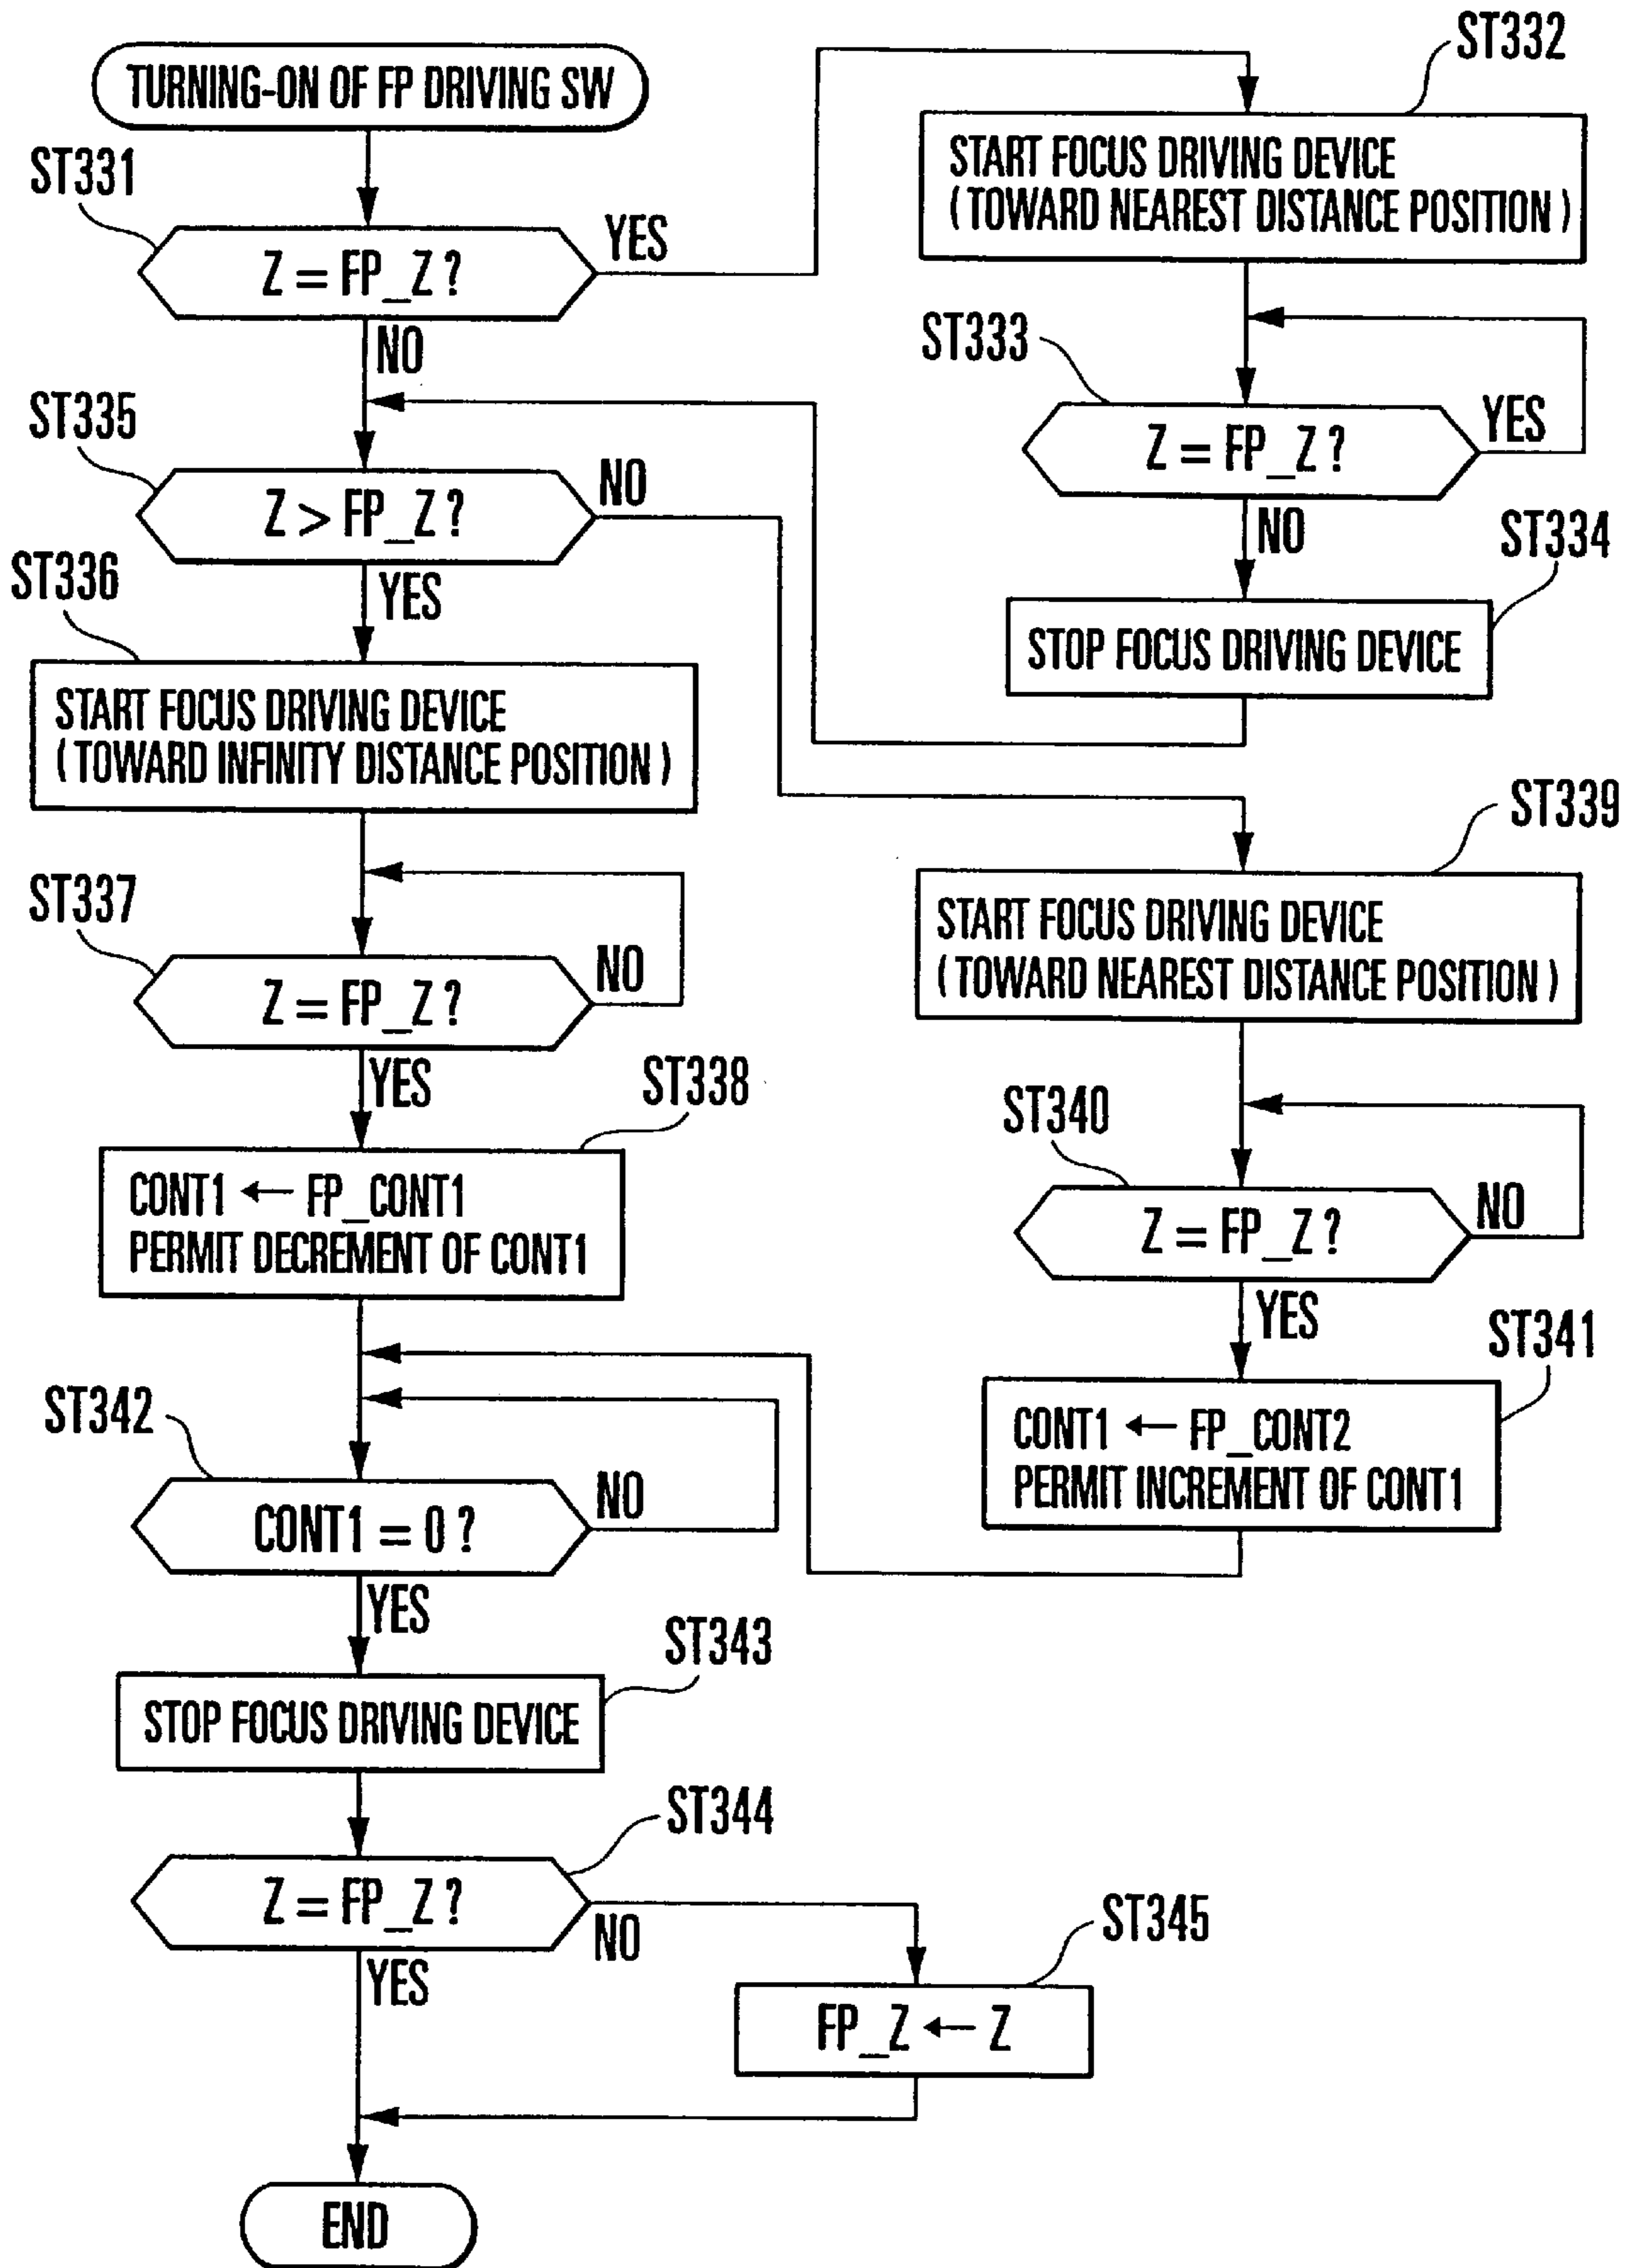 TURNING-ON OF FP DRIVING SW
ST331
Z = FP_Z ?
YES
NO
ST332
START FOCUS DRIVING DEVICE
( TOWARD NEAREST DISTANCE POSITION )
ST333
Z = FP_Z ?
YES
NO
ST334
STOP FOCUS DRIVING DEVICE
ST335
Z > FP_Z ?
NO
YES
ST336
START FOCUS DRIVING DEVICE
( TOWARD INFINITY DISTANCE POSITION )
ST337
Z = FP_Z ?
NO
YES
ST338
CONT1 ← FP_CONT1
PERMIT DECREMENT OF CONT1
ST339
START FOCUS DRIVING DEVICE
( TOWARD NEAREST DISTANCE POSITION )
ST340
Z = FP_Z ?
NO
YES
ST341
CONT1 ← FP_CONT2
PERMIT INCREMENT OF CONT1
ST342
CONT1 = 0 ?
NO
YES
ST343
STOP FOCUS DRIVING DEVICE
ST344
Z = FP_Z ?
NO
YES
ST345
FP_Z ← Z
END